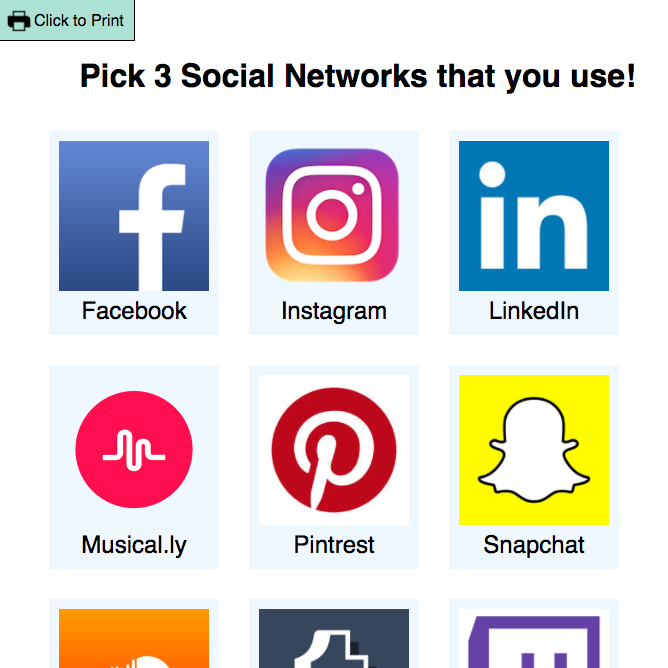 Click to Print
Pick 3 Social Networks that you use!
in
Facebook
Instagram
LinkedIn
Musical.ly
Pintrest
Snapchat